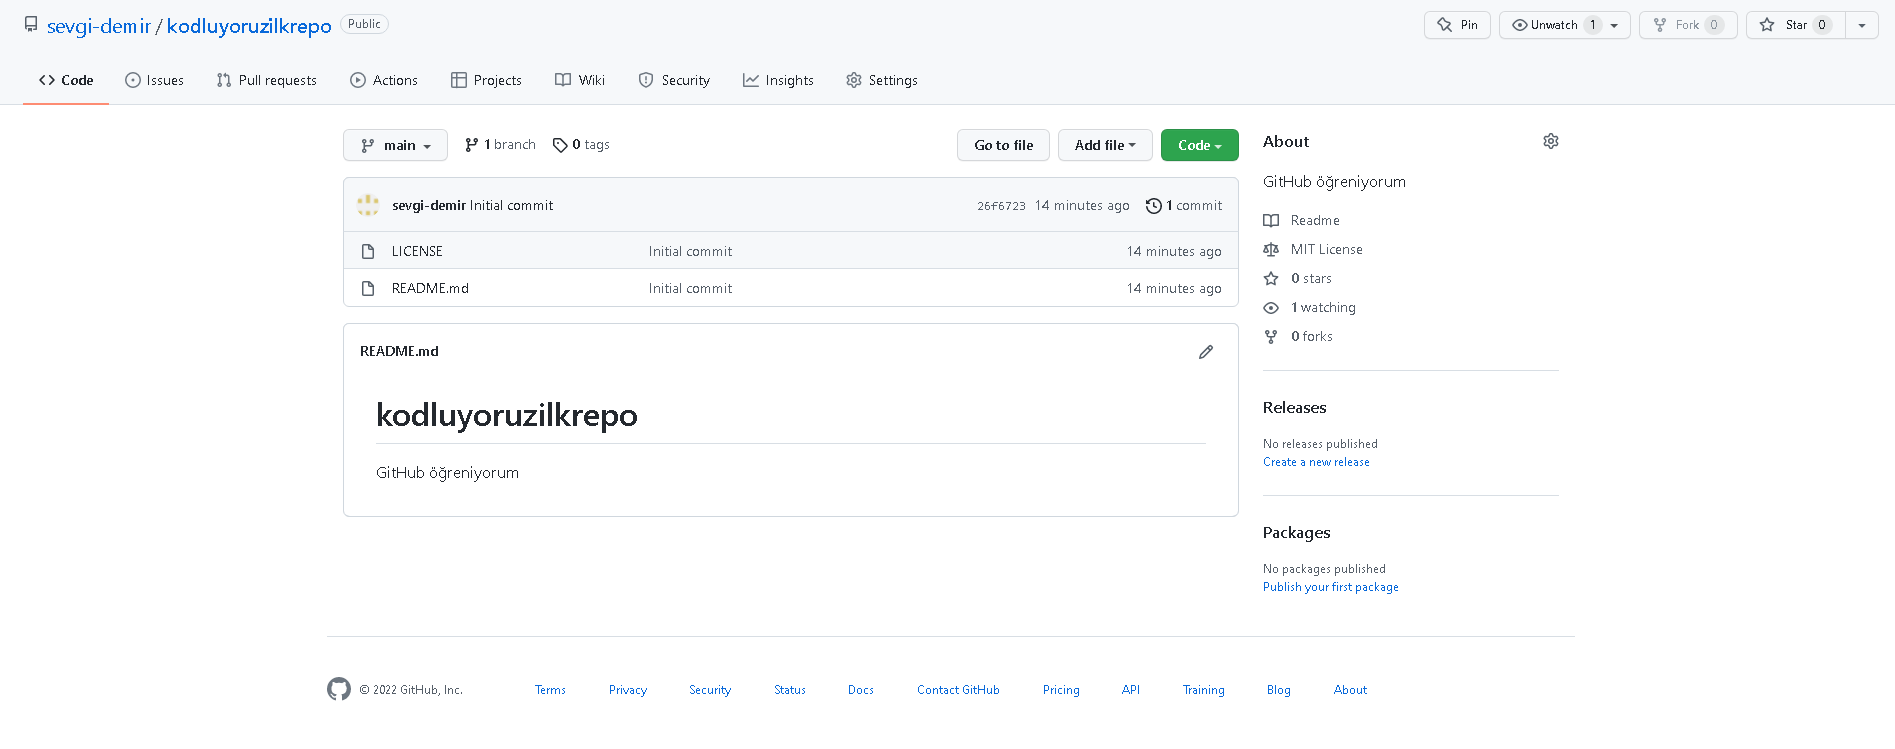 sevgi-demir / kodluyoruzilkrepo Public Pin Unwatch 1 Fork 0 Star 0
Code Issues Pull requests Actions Projects Wiki Security Insights Settings
main 1 branch 0 tags Go to file Add file Code
sevgi-demir Initial commit 26f6723 14 minutes ago 1 commit
LICENSE Initial commit 14 minutes ago
README.md Initial commit 14 minutes ago
README.md
kodluyoruzilkrepo
GitHub öğreniyorum
About
GitHub öğreniyorum
Readme
MIT License
0 stars
1 watching
0 forks
Releases
No releases published
Create a new release
Packages
No packages published
Publish your first package
© 2022 GitHub, Inc. Terms Privacy Security Status Docs Contact GitHub Pricing API Training Blog About